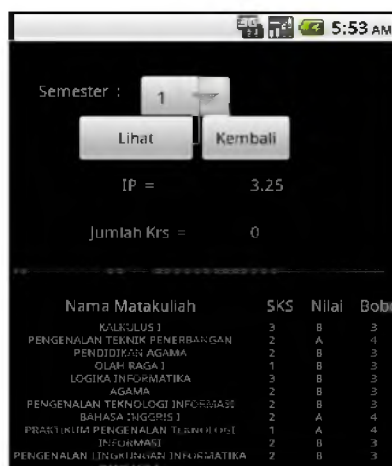 5:53 AM
Semester : 1
Lihat Kembali
IP = 3.25
Jumlah Krs = 0
Nama Matakuliah SKS Nilai Bob
KALKULUS I 3 B 3
PENGENALAN TEKNIK PENERBANGAN 2 A 4
PENDIDIKAN AGAMA 2 B 3
OLAH RAGA I 1 B 3
LOGIKA INFORMATIKA 3 B 3
AGAMA 2 B 3
PENGENALAN TEKNOLOGI INFORMASI 2 B 3
BAHASA INGGRIS I 2 A 4
PRAKTIKUM PENGENALAN TEKNOLOGI 1 A 4
INFORMASI 2 B 3
PENGENALAN LINGKUNGAN INFORMATIKA 2 B 3